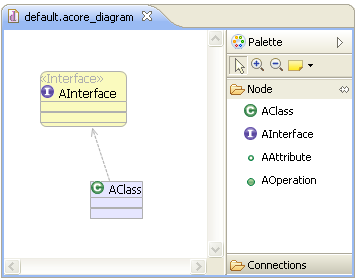 default.acore_diagram
«Interface»
AInterface
AClass
Palette
Node
AClass
AInterface
AAttribute
AOperation
Connections